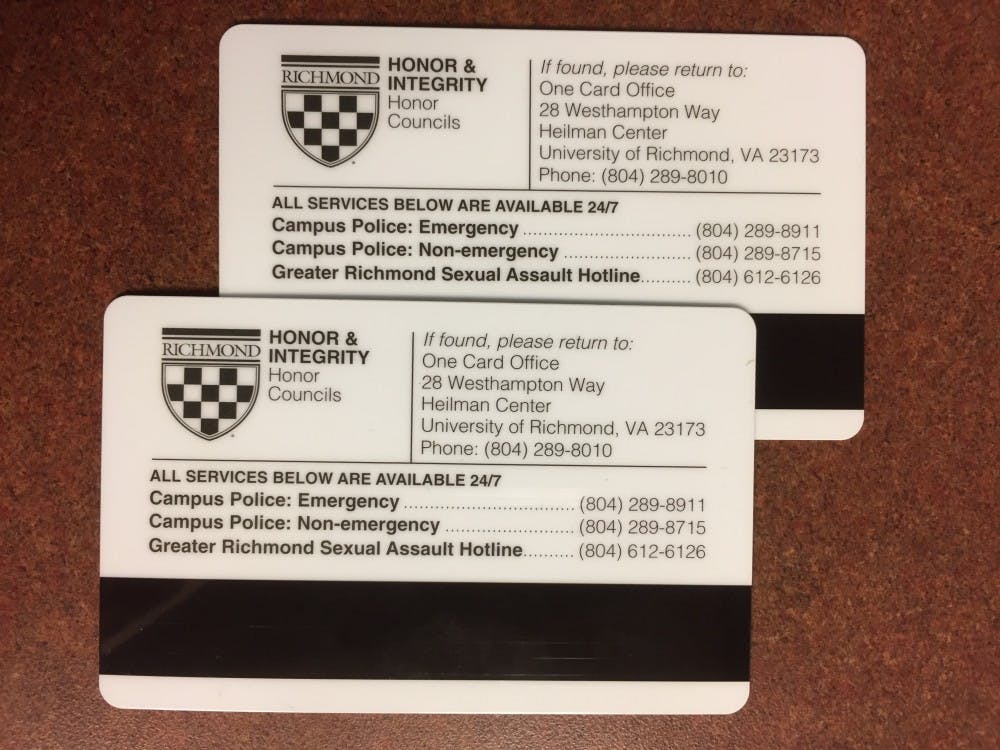 RICHMOND
HONOR &
INTEGRITY
Honor
Councils
If found, please return to:
One Card Office
28 Westhampton Way
Heilman Center
University of Richmond, VA 23173
Phone: (804) 289-8010
ALL SERVICES BELOW ARE AVAILABLE 24/7
Campus Police: Emergency ................................ (804) 289-8911
Campus Police: Non-emergency ........................ (804) 289-8715
Greater Richmond Sexual Assault Hotline.......... (804) 612-6126
RICHMOND
HONOR &
INTEGRITY
Honor
Councils
If found, please return to:
One Card Office
28 Westhampton Way
Heilman Center
University of Richmond, VA 23173
Phone: (804) 289-8010
ALL SERVICES BELOW ARE AVAILABLE 24/7
Campus Police: Emergency ................................ (804) 289-8911
Campus Police: Non-emergency ........................ (804) 289-8715
Greater Richmond Sexual Assault Hotline.......... (804) 612-6126